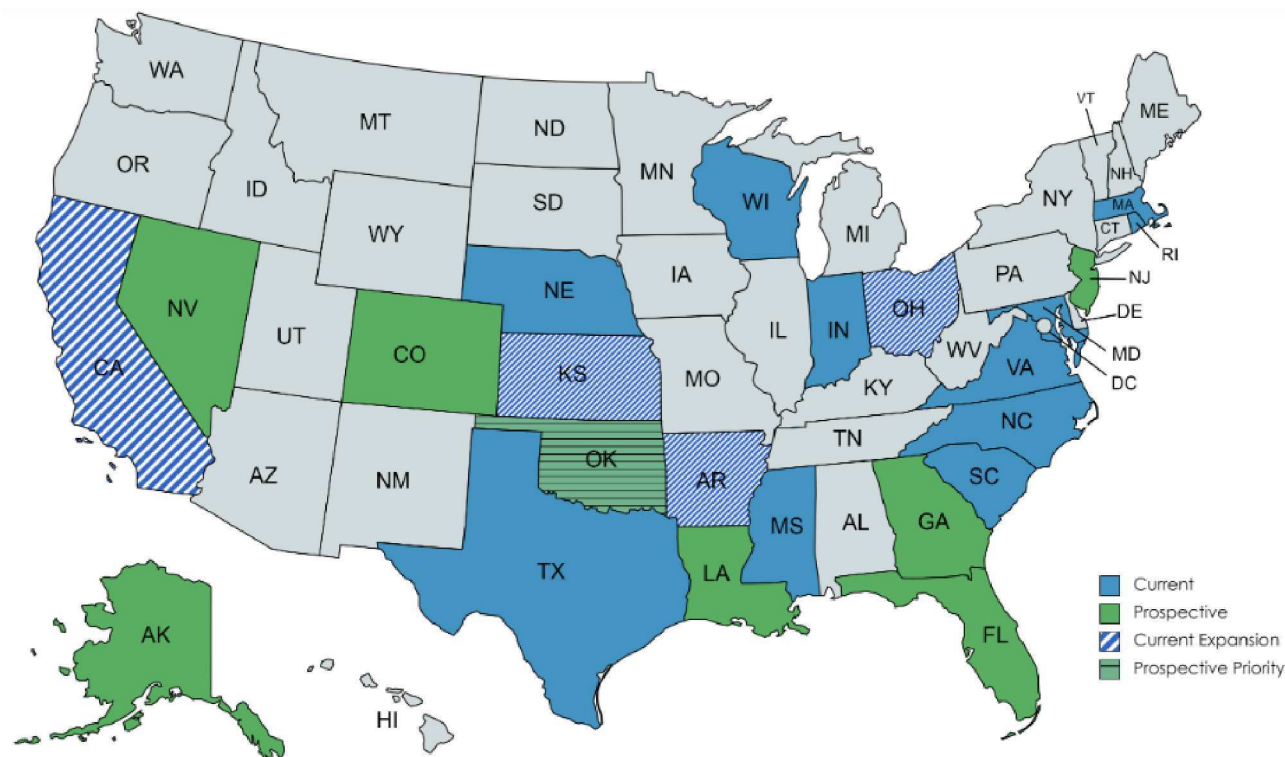 WA
MT
ND
MN
VT
ME
OR
ID
SD
WI
NY
NH
MA
WY
MI
CT
RI
IA
PA
NJ
NV
NE
IL
IN
OH
DE
UT
CO
MD
CA
KS
MO
WV
VA
DC
KY
NC
TN
AZ
NM
OK
AR
SC
MS
AL
GA
TX
LA
Current
Prospective
AK
FL
Current Expansion
Prospective Priority
HI